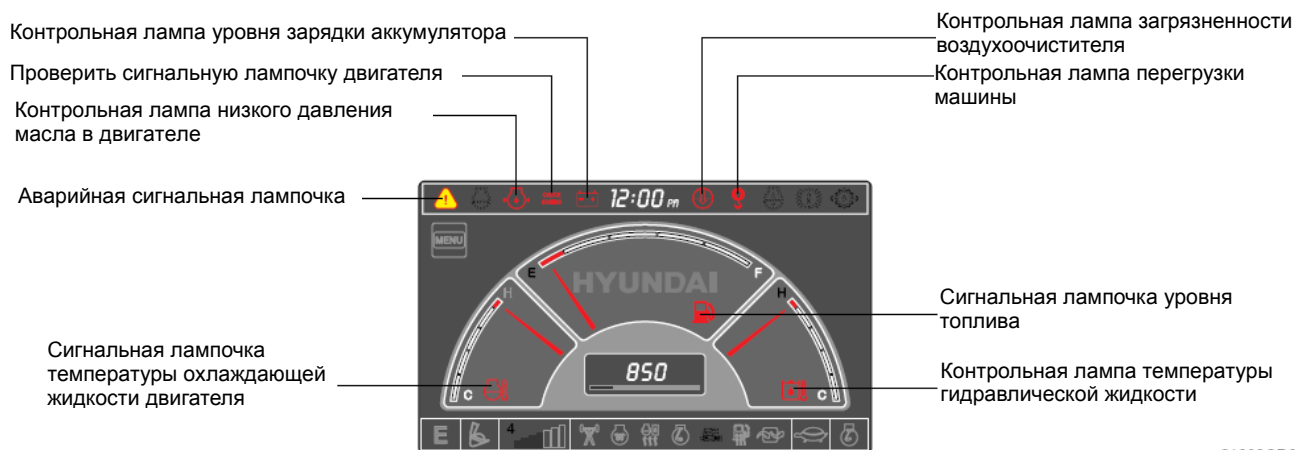 Контрольная лампа уровня зарядки аккумулятора
Проверить сигнальную лампочку двигателя
Контрольная лампа низкого давления
масла в двигателе
Аварийная сигнальная лампочка
Контрольная лампа загрязненности
воздухоочистителя
Контрольная лампа перегрузки
машины
12:00 PM
MENU
E
F
HYUNDAI
H
H
C
C
850
Сигнальная лампочка
температуры охлаждающей
жидкости двигателя
Сигнальная лампочка уровня
топлива
Контрольная лампа температуры
гидравлической жидкости
E
4